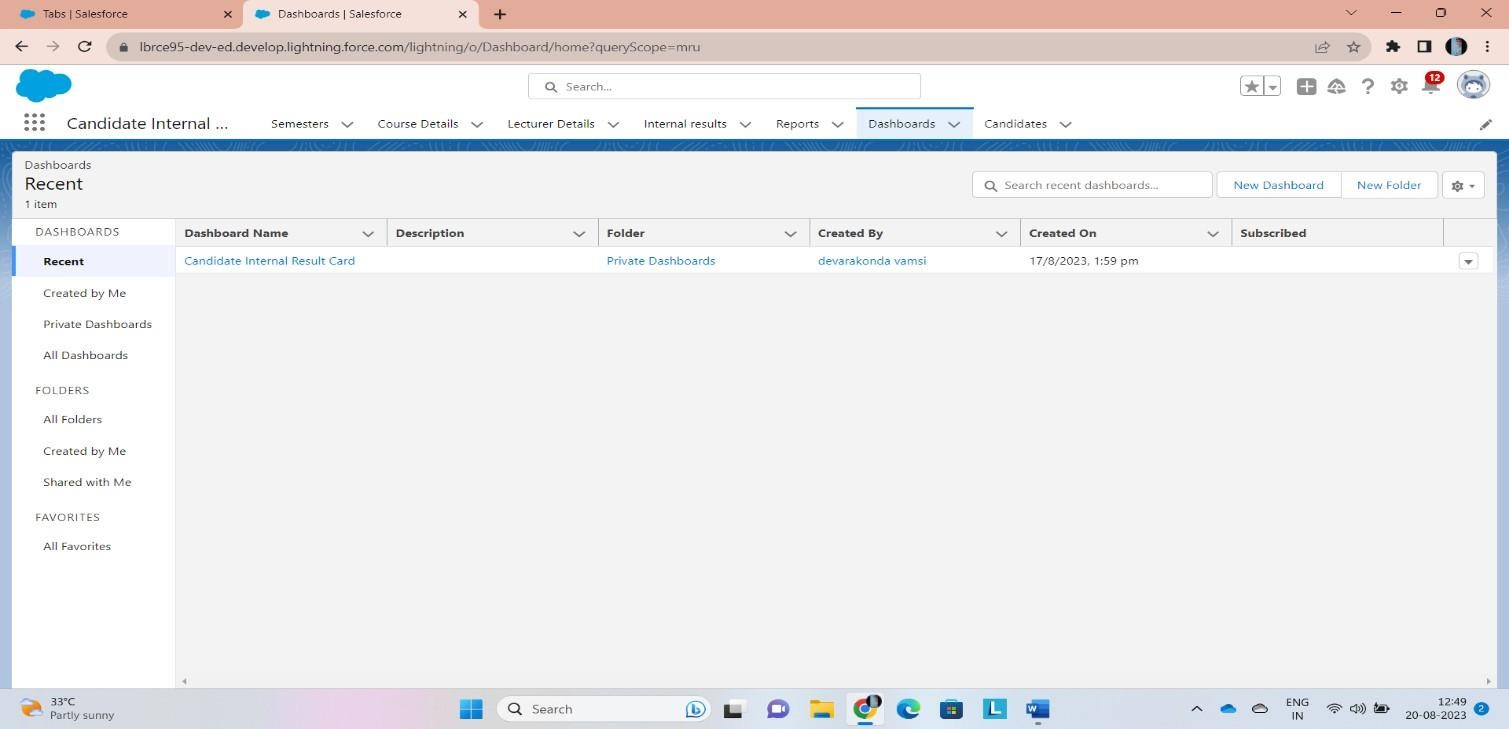 Tabs | Salesforce
Dashboards | Salesforce
lbrce95-dev-ed.develop.lightning.force.com/lightning/o/Dashboard/home?queryScope=mru
Search...
12
Candidate Internal ...
Semesters
Course Details
Lecturer Details
Internal results
Reports
Dashboards
Candidates
Dashboards
Recent
1 item
Search recent dashboards...
New Dashboard
New Folder
DASHBOARDS
Recent
Created by Me
Private Dashboards
All Dashboards
FOLDERS
All Folders
Created by Me
Shared with Me
FAVORITES
All Favorites
Dashboard Name Description Folder Created By Created On Subscribed
Candidate Internal Result Card Private Dashboards devarakonda vamsi 17/8/2023, 1:59 pm
33°C
Partly sunny
Search
ENG
IN
12:49
20-08-2023
2